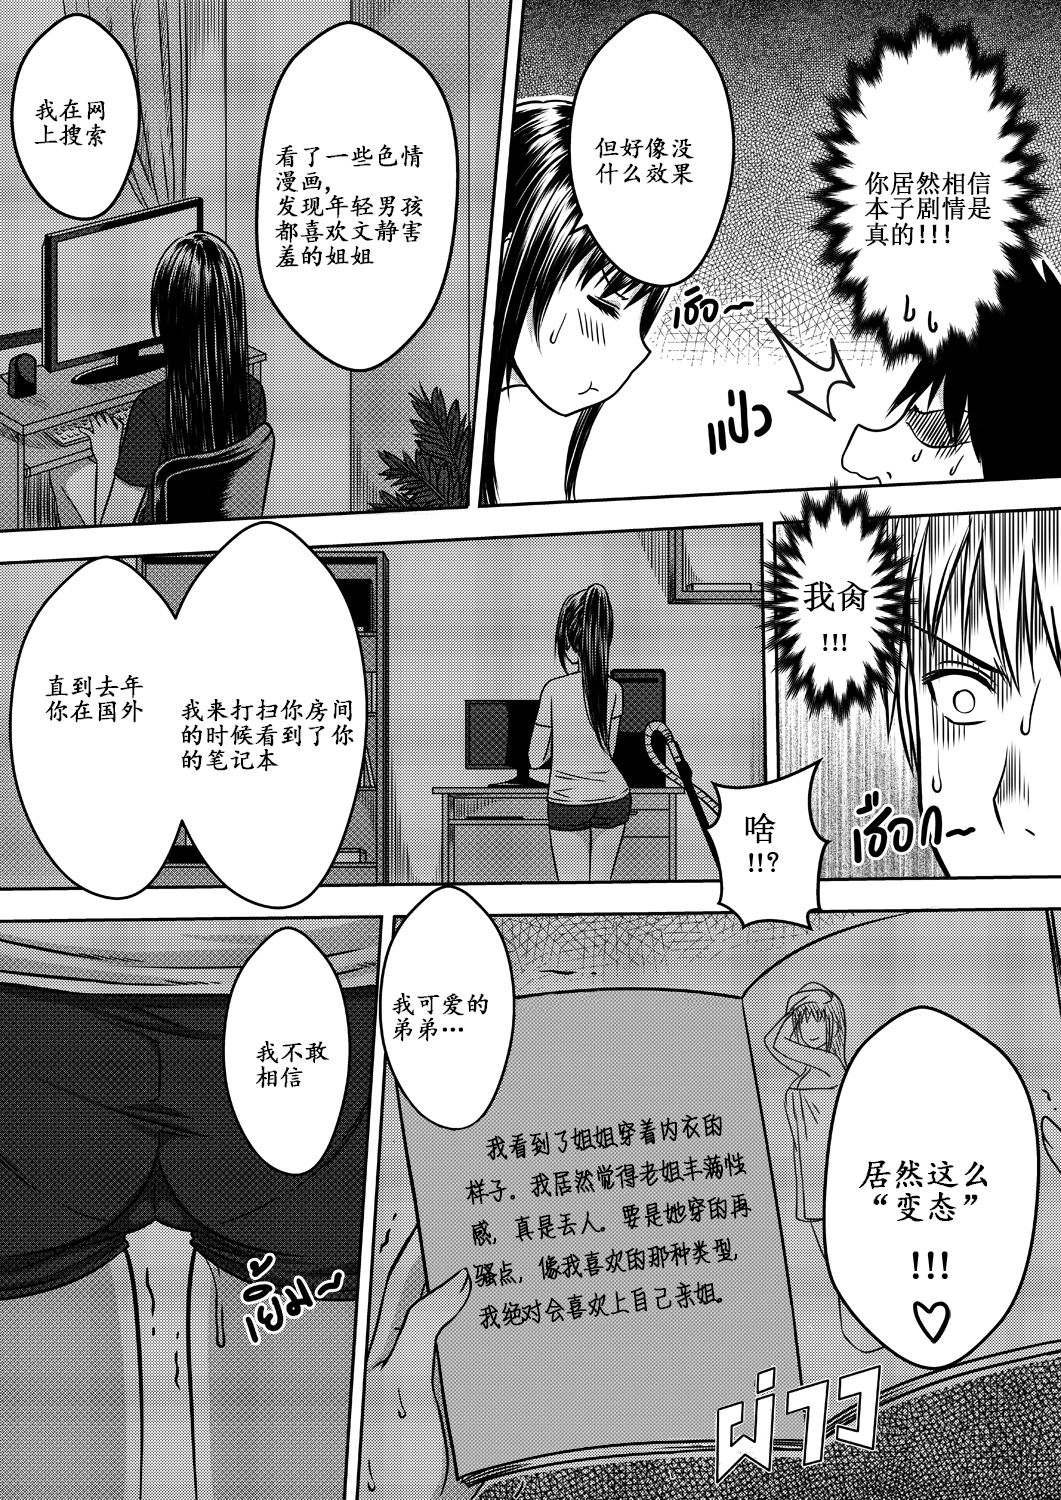 我在网
上搜索
看了一些色情
漫画,
发现年轻男孩
都喜欢文静害
羞的姐姐
但好像没
什么效果
你居然相信
本子剧情是
真的!!!
เฮือ~
แป่ว
直到去年
你在国外
我来打扫你房间
的时候看到了你
的笔记本
我肏
!!!
啥
!!?
เฮือก~
我不敢
相信
เยิ้ม~
我可爱的
弟弟…
我看到了姐姐穿着内衣的
样子。我居然觉得老姐丰满性
感，真是丢人。要是她穿的再
骚点，像我喜欢的那种类型，
我绝对会喜欢上自己亲姐。
居然这么
“变态”
!!!
♡
ผ่าว